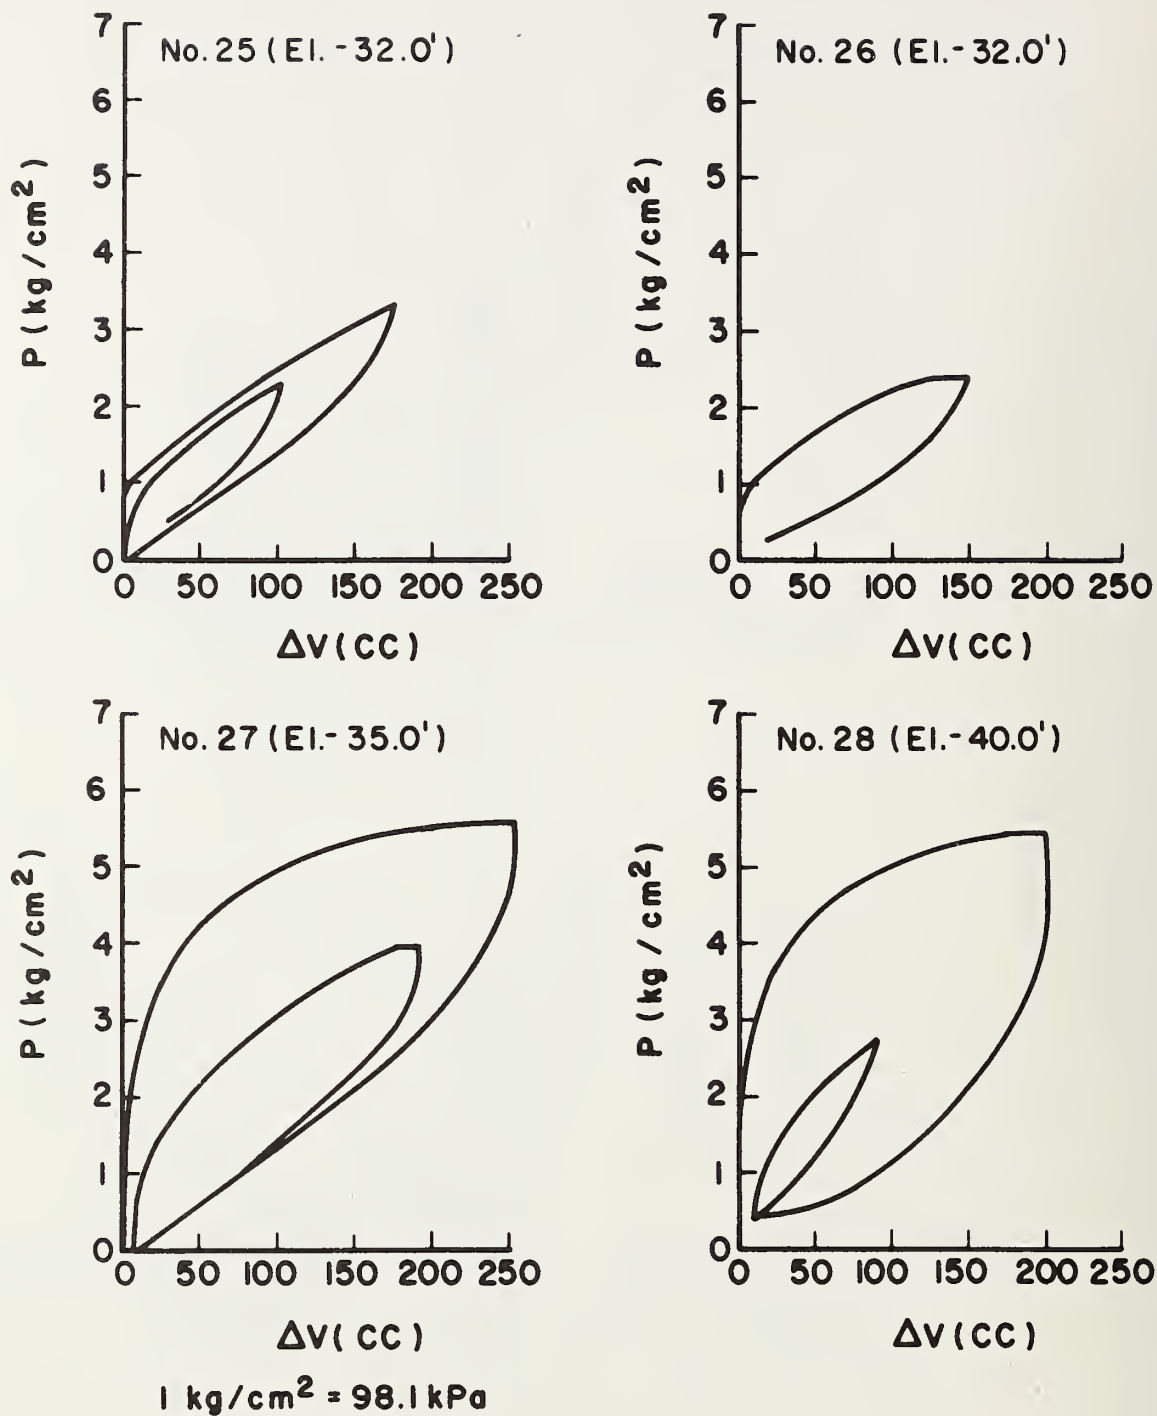 No. 25 (El.-32.0')
7
6
5
4
3
2
1
0
P (kg/cm²)
0 50 100 150 200 250
ΔV (CC)
No. 26 (El.-32.0')
7
6
5
4
3
2
1
0
P (kg/cm²)
0 50 100 150 200 250
ΔV (CC)
No. 27 (El.-35.0')
7
6
5
4
3
2
1
0
P (kg/cm²)
0 50 100 150 200 250
ΔV (CC)
No. 28 (El.-40.0')
7
6
5
4
3
2
1
0
P (kg/cm²)
0 50 100 150 200 250
ΔV (CC)
1 kg/cm² = 98.1 kPa